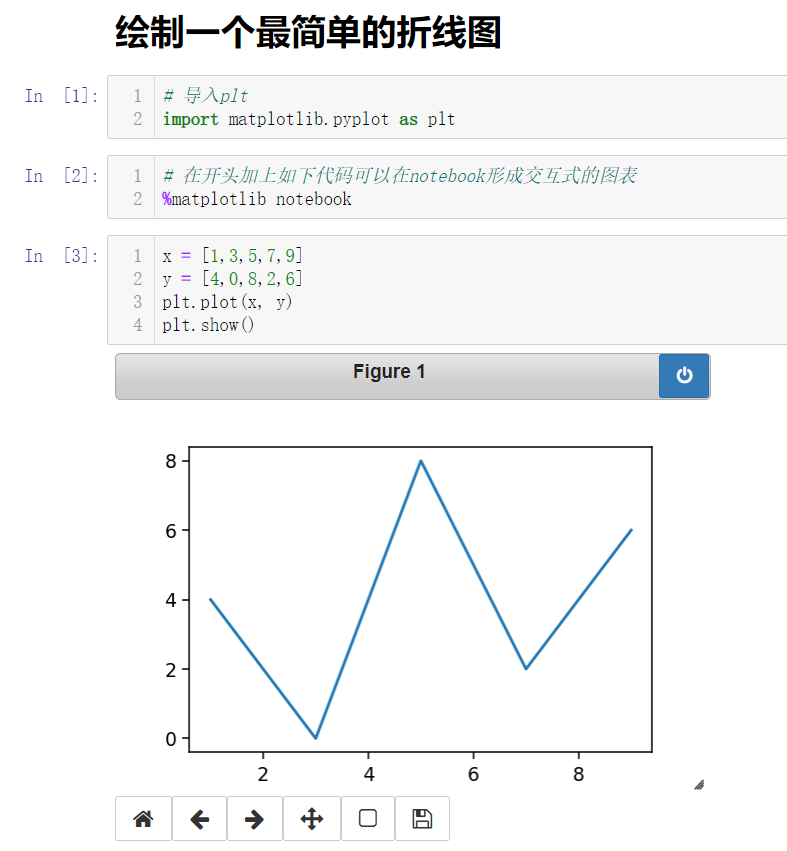 绘制一个最简单的折线图
In [1]:
1 # 导入plt
2 import matplotlib.pyplot as plt
In [2]:
1 # 在开头加上如下代码可以在notebook形成交互式的图表
2 %matplotlib notebook
In [3]:
1 x = [1,3,5,7,9]
2 y = [4,0,8,2,6]
3 plt.plot(x, y)
4 plt.show()
Figure 1
8
6
4
2
0
2 4 6 8